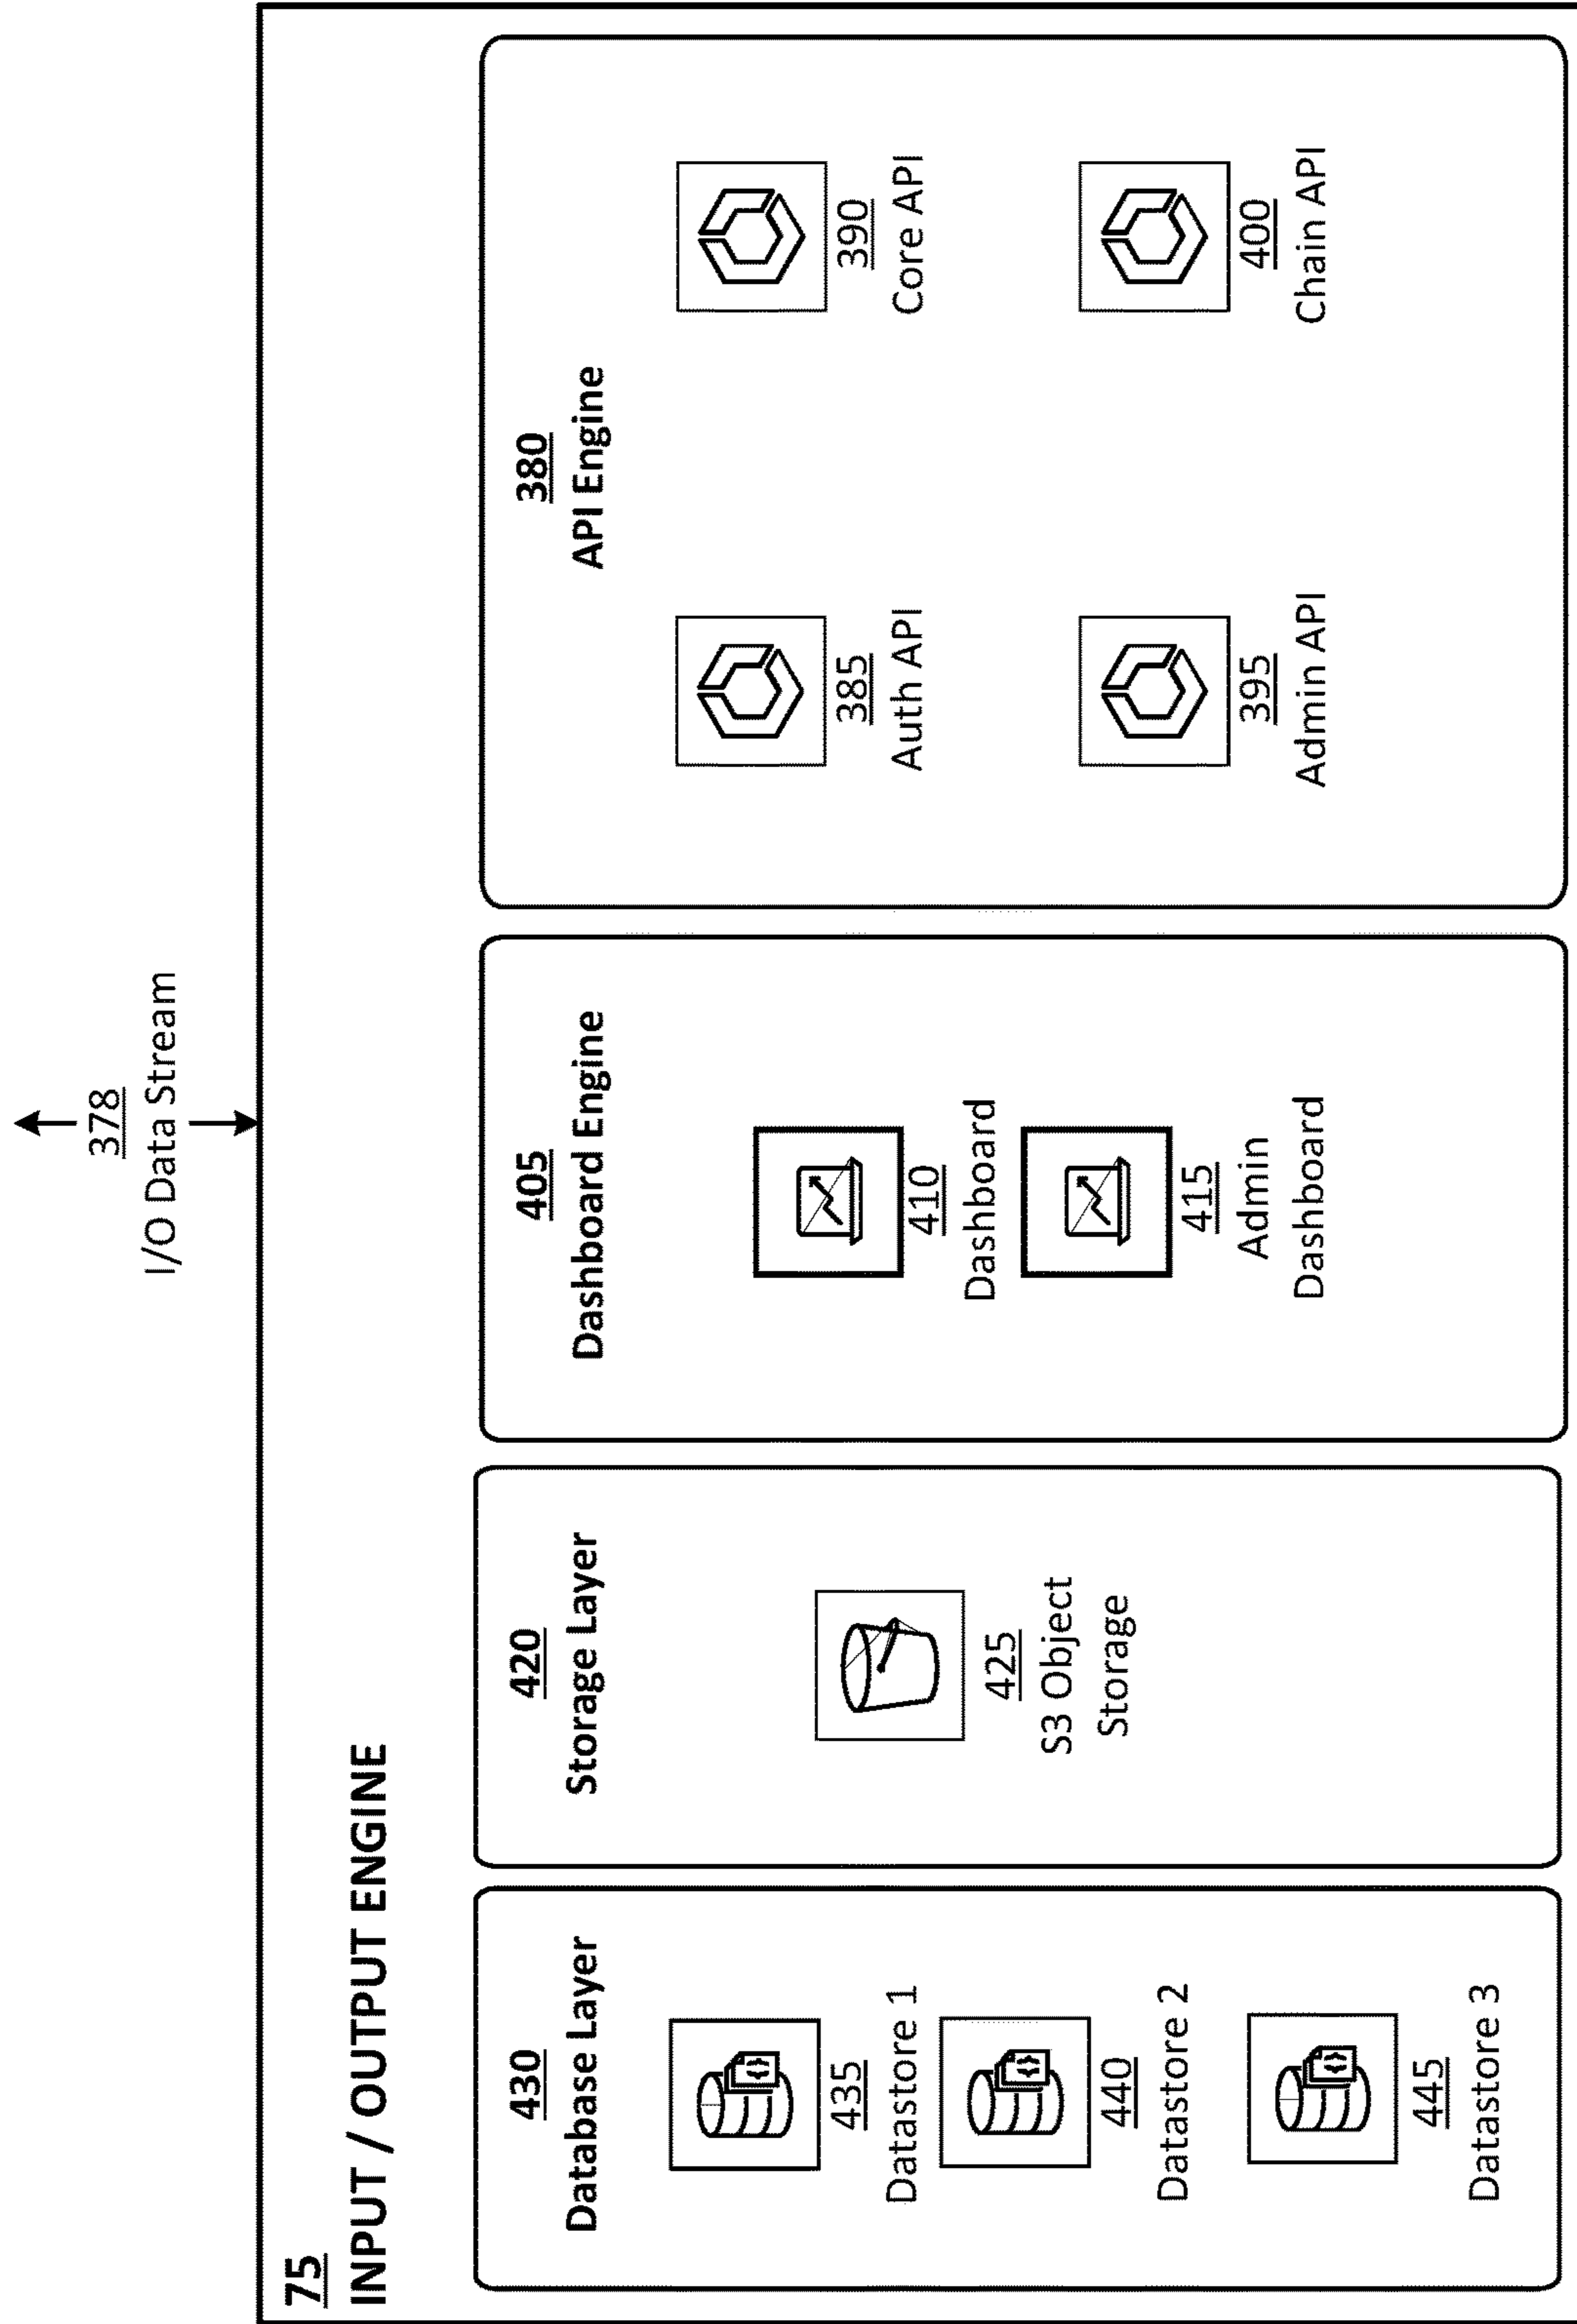 378
I/O Data Stream
75
INPUT / OUTPUT ENGINE
430
Database Layer
435
Datastore 1
440
Datastore 2
445
Datastore 3
420
Storage Layer
425
S3 Object
Storage
405
Dashboard Engine
410
Dashboard
415
Admin
Dashboard
380
API Engine
385
Auth API
390
Core API
395
Admin API
400
Chain API